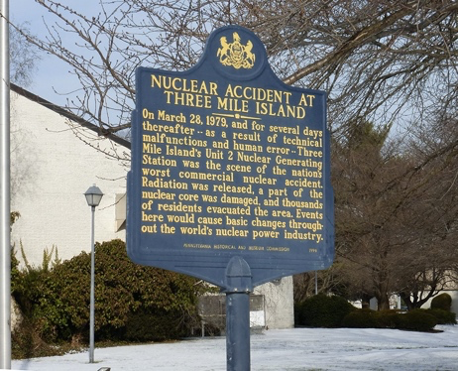 NUCLEAR ACCIDENT AT
THREE MILE ISLAND
On March 28, 1979, and for several days
thereafter--as a result of technical
malfunctions and human error--Three
Mile Island's Unit 2 Nuclear Generating
Station was the scene of the nation's
worst commercial nuclear accident.
Radiation was released, a part of the
nuclear core was damaged, and thousands
of residents evacuated the area. Events
here would cause basic changes through-
out the world's nuclear power industry.
PENNSYLVANIA HISTORICAL AND MUSEUM COMMISSION